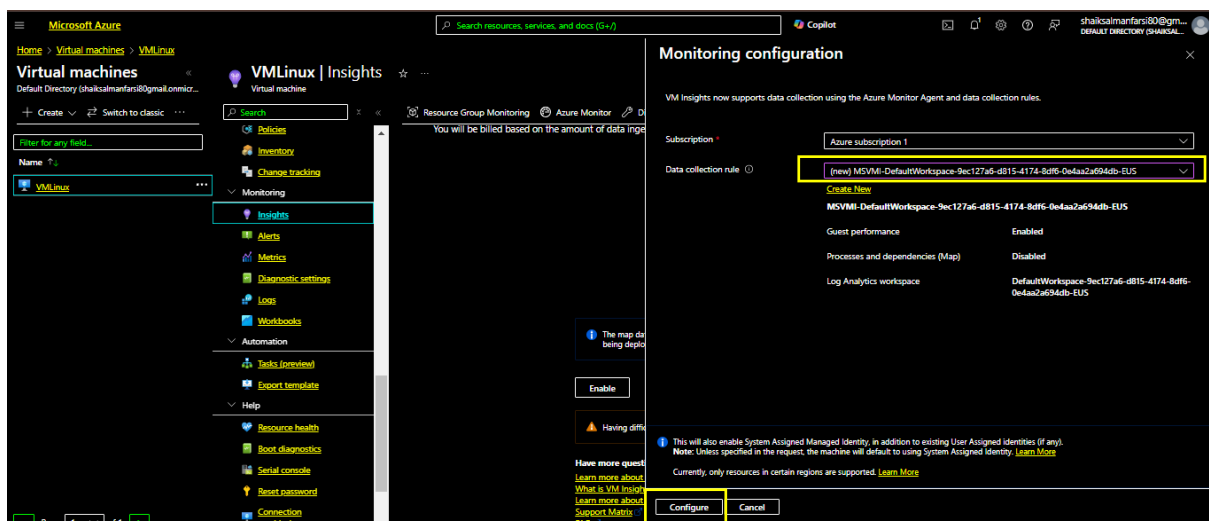 Microsoft Azure
Search resources, services, and docs (G+/)
Copilot
1
shaiksalmanfarsi80@gm...
DEFAULT DIRECTORY (SHAIKSAL...
Home > Virtual machines > VMLinux
Virtual machines
Default Directory (shaiksalmanfarsi80gmail.onmicr...
Create
Switch to classic
Filter for any field...
Name
VMLinux
VMLinux | Insights
Virtual machine
Search
Policies
Inventory
Change tracking
Monitoring
Insights
Alerts
Metrics
Diagnostic settings
Logs
Workbooks
Automation
Tasks (preview)
Export template
Help
Resource health
Boot diagnostics
Serial console
Reset password
Connection
Resource Group Monitoring
Azure Monitor
Di
You will be billed based on the amount of data inge
The map da
being deplo
Enable
Having diffic
Have more quest
Learn more about
What is VM Insigh
Learn more about
Support Matrix
Monitoring configuration
VM Insights now supports data collection using the Azure Monitor Agent and data collection rules.
Subscription *
Azure subscription 1
Data collection rule
(new) MSVMI-DefaultWorkspace-9ec127a6-d815-4174-8df6-0e4aa2a694db-EUS
Create New
MSVMI-DefaultWorkspace-9ec127a6-d815-4174-8df6-0e4aa2a694db-EUS
Guest performance
Enabled
Processes and dependencies (Map)
Disabled
Log Analytics workspace
DefaultWorkspace-9ec127a6-d815-4174-8df6-
0e4aa2a694db-EUS
This will also enable System Assigned Managed Identity, in addition to existing User Assigned identities (if any).
Note: Unless specified in the request, the machine will default to using System Assigned Identity. Learn More
Currently, only resources in certain regions are supported. Learn More
Configure
Cancel